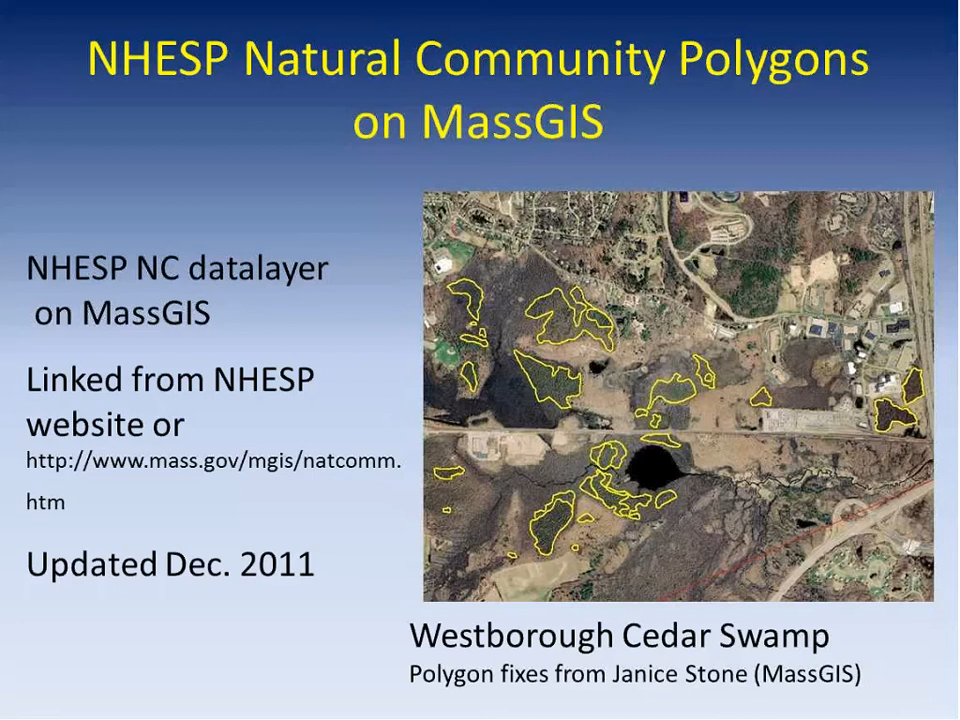 NHESP Natural Community Polygons
on MassGIS
NHESP NC datalayer
on MassGIS
Linked from NHESP
website or
http://www.mass.gov/mgis/natcomm.
htm
Updated Dec. 2011
Westborough Cedar Swamp
Polygon fixes from Janice Stone (MassGIS)